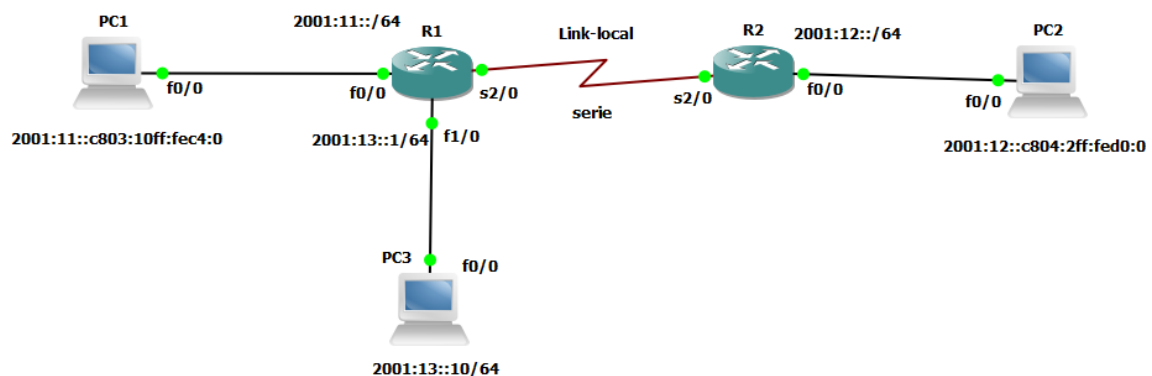 PC1
2001:11::/64
R1
Link-local
R2
2001:12::/64
PC2
f0/0
f0/0
s2/0
s2/0
f0/0
f0/0
serie
2001:11::c803:10ff:fec4:0
2001:13::1/64
f1/0
2001:12::c804:2ff:fed0:0
PC3
f0/0
2001:13::10/64